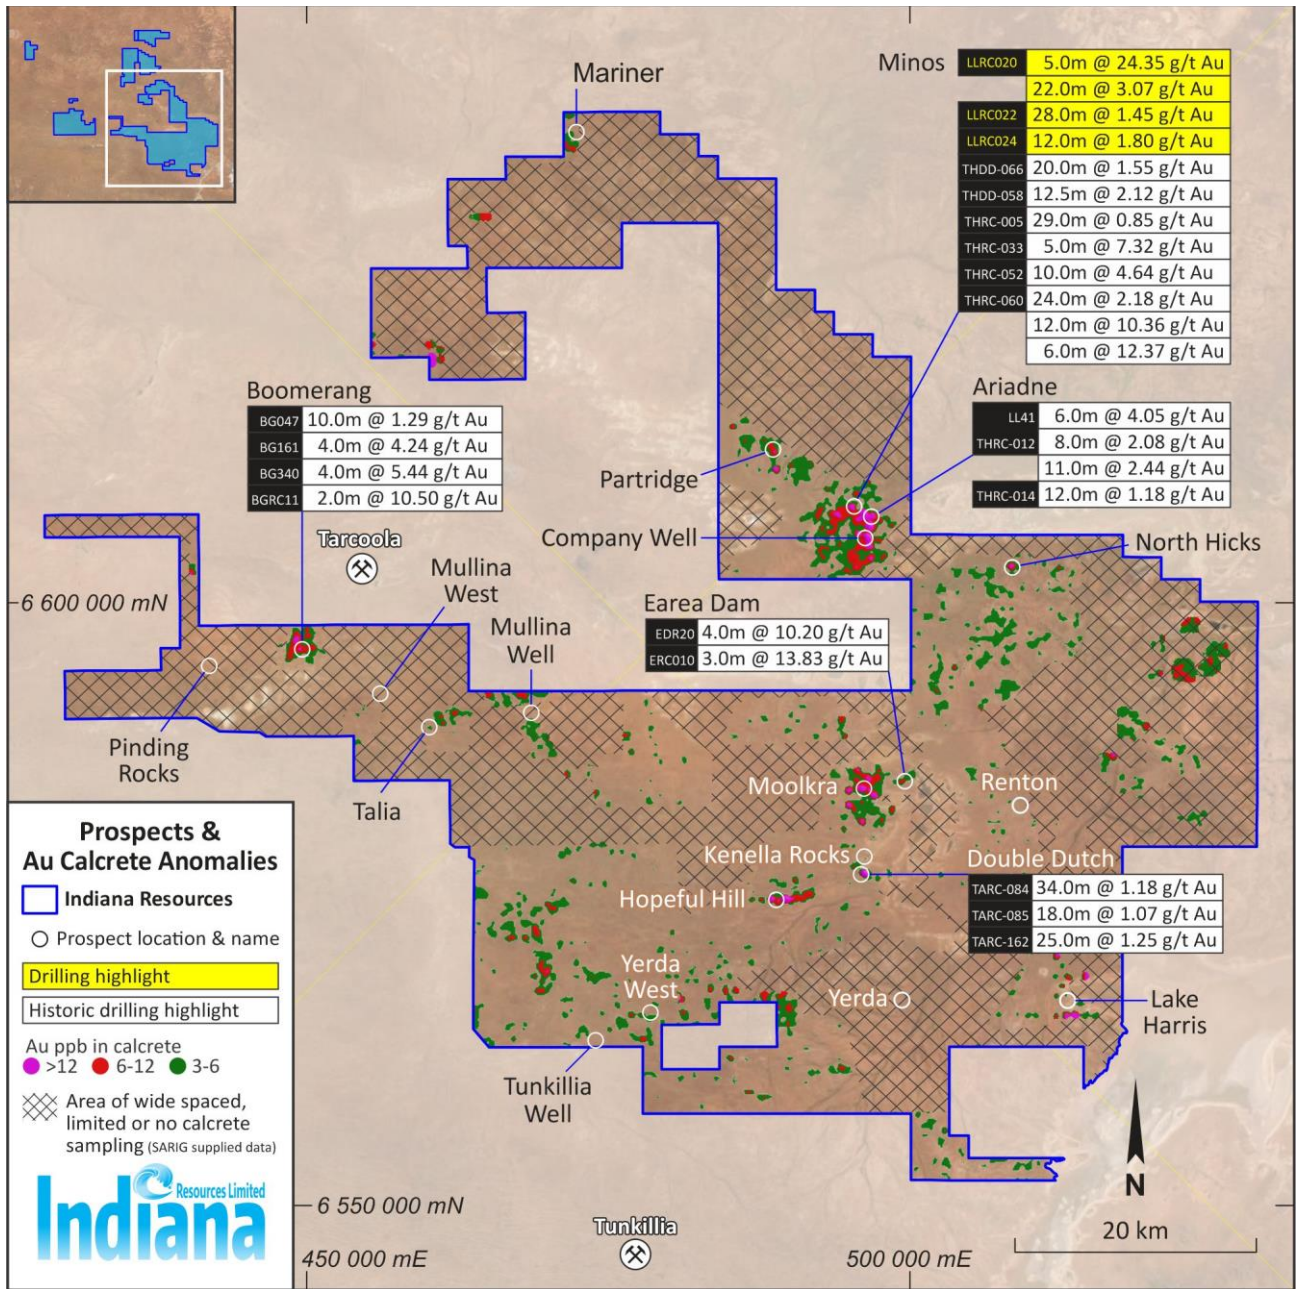 Mariner
Minos
LLRC020 5.0m @ 24.35 g/t Au
22.0m @ 3.07 g/t Au
LLRC022 28.0m @ 1.45 g/t Au
LLRC024 12.0m @ 1.80 g/t Au
THDD-066 20.0m @ 1.55 g/t Au
THDD-058 12.5m @ 2.12 g/t Au
THRC-005 29.0m @ 0.85 g/t Au
THRC-033 5.0m @ 7.32 g/t Au
THRC-052 10.0m @ 4.64 g/t Au
THRC-060 24.0m @ 2.18 g/t Au
12.0m @ 10.36 g/t Au
6.0m @ 12.37 g/t Au
Boomerang
BG047 10.0m @ 1.29 g/t Au
BG161 4.0m @ 4.24 g/t Au
BG340 4.0m @ 5.44 g/t Au
BGRC11 2.0m @ 10.50 g/t Au
Ariadne
LL41 6.0m @ 4.05 g/t Au
THRC-012 8.0m @ 2.08 g/t Au
11.0m @ 2.44 g/t Au
THRC-014 12.0m @ 1.18 g/t Au
Partridge
Company Well
North Hicks
Tarcoola
Mullina
West
Mullina
Well
6 600 000 mN
Earea Dam
EDR20 4.0m @ 10.20 g/t Au
ERC010 3.0m @ 13.83 g/t Au
Pinding
Rocks
Talia
Moolkra
Renton
Kenella Rocks
Double Dutch
TARC-084 34.0m @ 1.18 g/t Au
TARC-085 18.0m @ 1.07 g/t Au
TARC-162 25.0m @ 1.25 g/t Au
Hopeful Hill
Yerda
West
Yerda
Lake
Harris
Tunkillia
Well
Prospects &
Au Calcrete Anomalies
Indiana Resources
Prospect location & name
Drilling highlight
Historic drilling highlight
Au ppb in calcrete
>12 6-12 3-6
Area of wide spaced,
limited or no calcrete
sampling (SARIG supplied data)
Resources Limited
Indiana
6 550 000 mN
450 000 mE
Tunkillia
500 000 mE
N
20 km